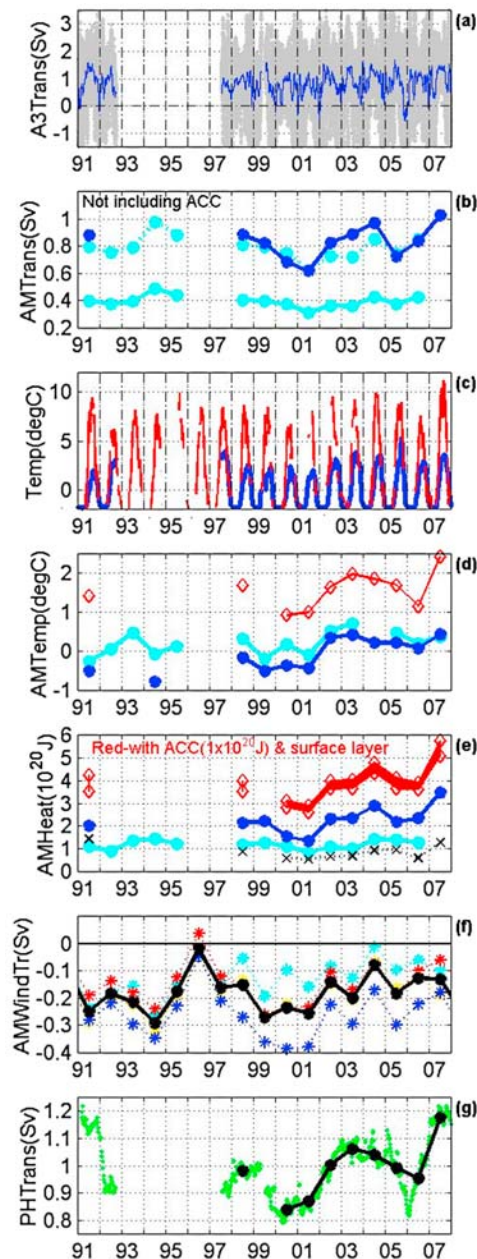 A3Trans(Sv)
(a)
3
2
1
0
-1
91 93 95 97 99 01 03 05 07
AMTrans(Sv)
Not including ACC
(b)
1
0.8
0.6
0.4
0.2
91 93 95 97 99 01 03 05 07
Temp(degC)
(c)
10
5
0
91 93 95 97 99 01 03 05 07
AMTemp(degC)
(d)
2
1
0
-1
91 93 95 97 99 01 03 05 07
AMHeat(10²⁰J)
Red-with ACC(1x10²⁰J) & surface layer
(e)
6
5
4
3
2
1
0
91 93 95 97 99 01 03 05 07
AMWindTr(Sv)
(f)
0
-0.1
-0.2
-0.3
-0.4
91 93 95 97 99 01 03 05 07
PHTrans(Sv)
(g)
1.2
1.1
1
0.9
0.8
91 93 95 97 99 01 03 05 07